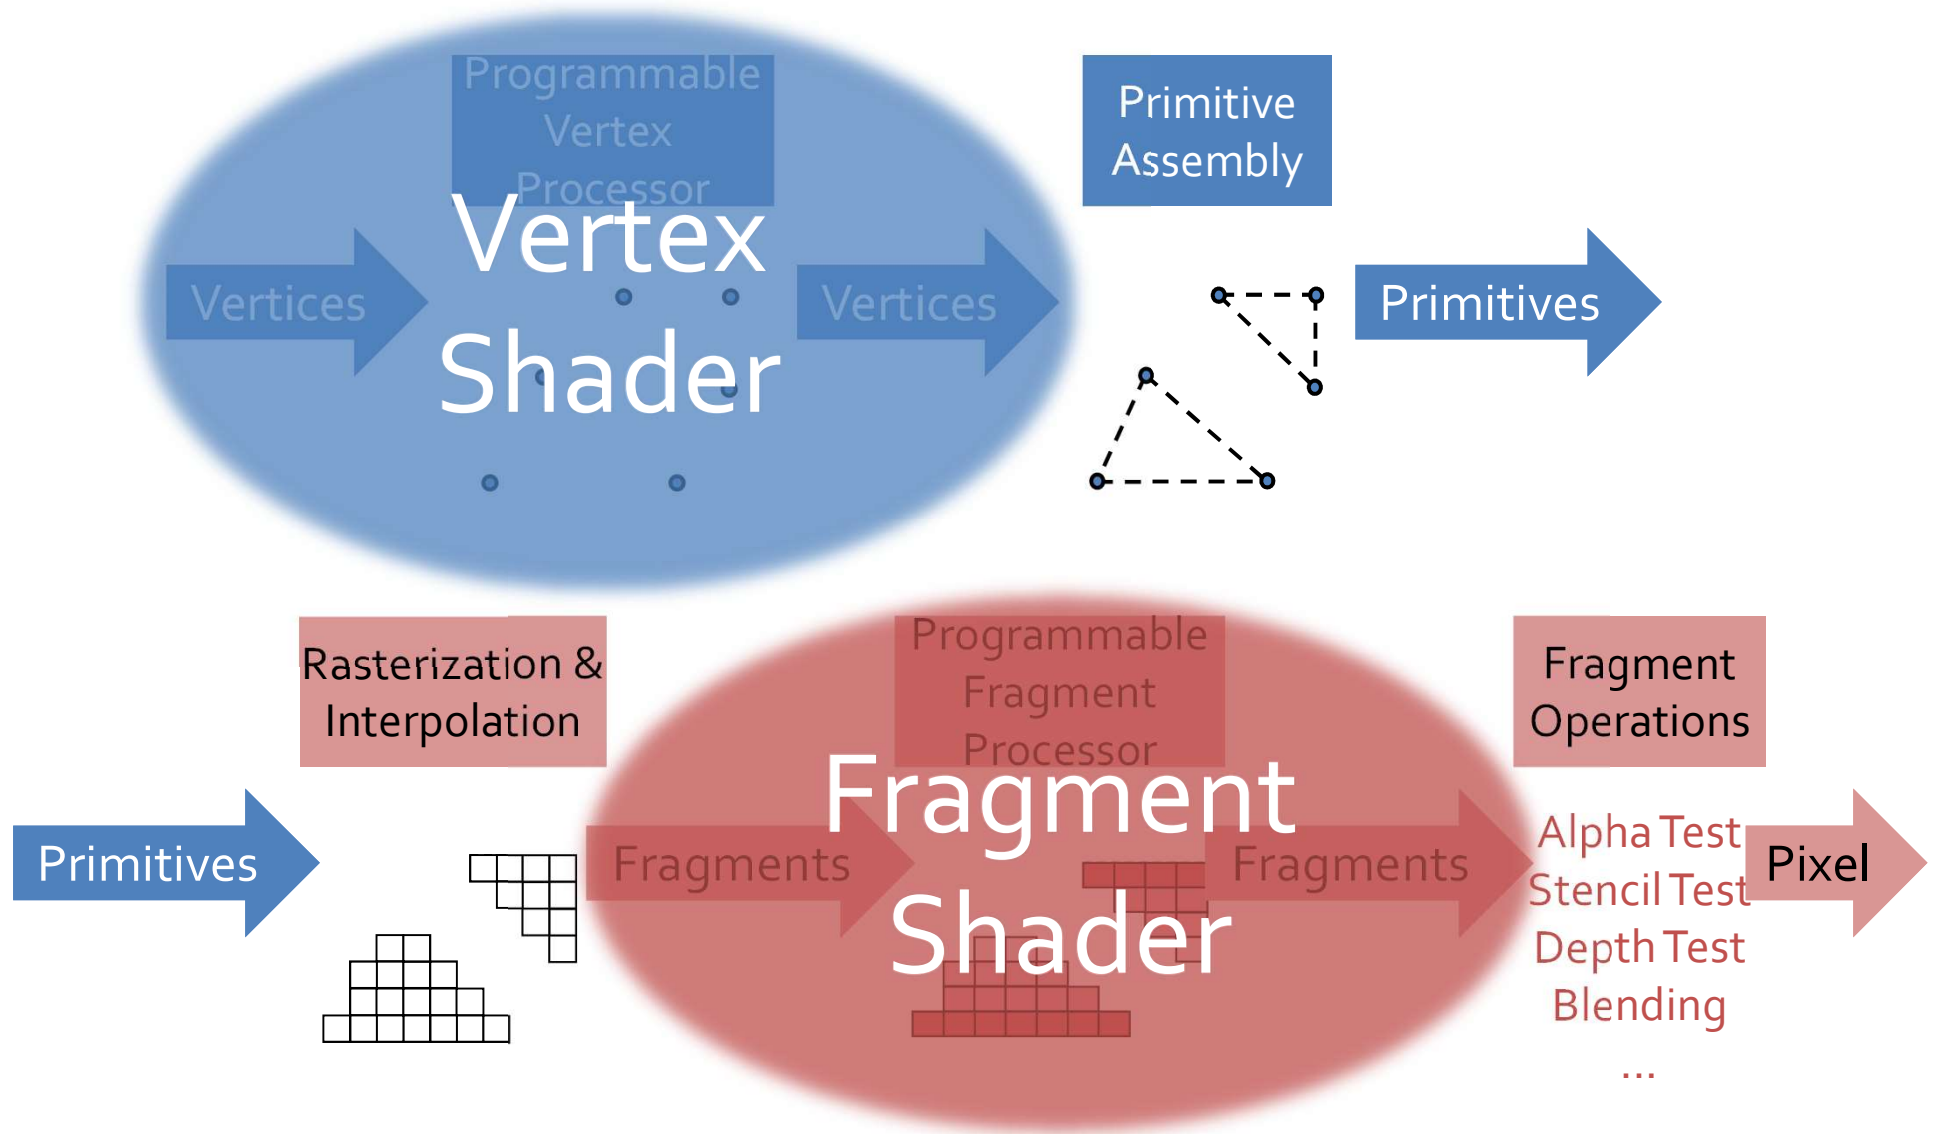 Programmable
Vertex
Processor
Vertex
Shader
Vertices
Vertices
Primitive
Assembly
Primitives
Rasterization &
Interpolation
Programmable
Fragment
Processor
Fragment
Shader
Fragment
Operations
Primitives
Fragments
Fragments
Alpha Test
Stencil Test
Depth Test
Blending
...
Pixel